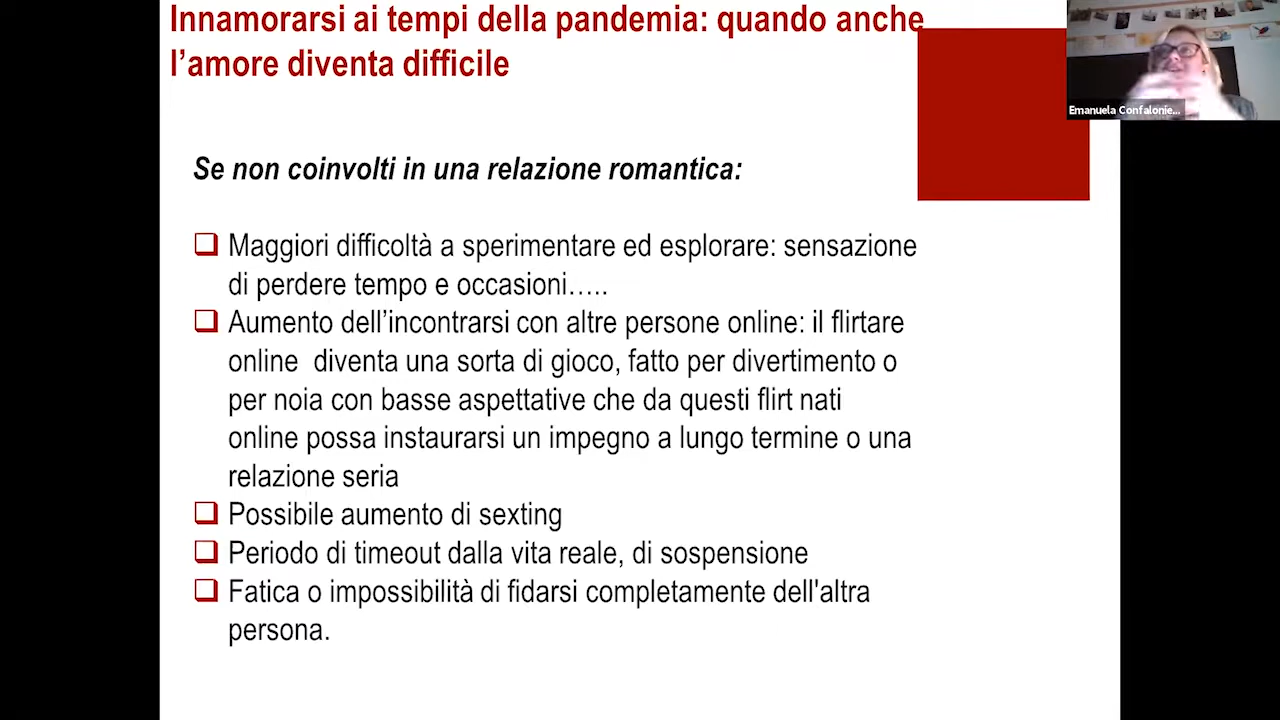 Innamorarsi ai tempi della pandemia: quando anche
l’amore diventa difficile
Emanuela Confalonie...
Se non coinvolti in una relazione romantica:
❑ Maggiori difficoltà a sperimentare ed esplorare: sensazione
di perdere tempo e occasioni…..
❑ Aumento dell’incontrarsi con altre persone online: il flirtare
online diventa una sorta di gioco, fatto per divertimento o
per noia con basse aspettative che da questi flirt nati
online possa instaurarsi un impegno a lungo termine o una
relazione seria
❑ Possibile aumento di sexting
❑ Periodo di timeout dalla vita reale, di sospensione
❑ Fatica o impossibilità di fidarsi completamente dell'altra
persona.